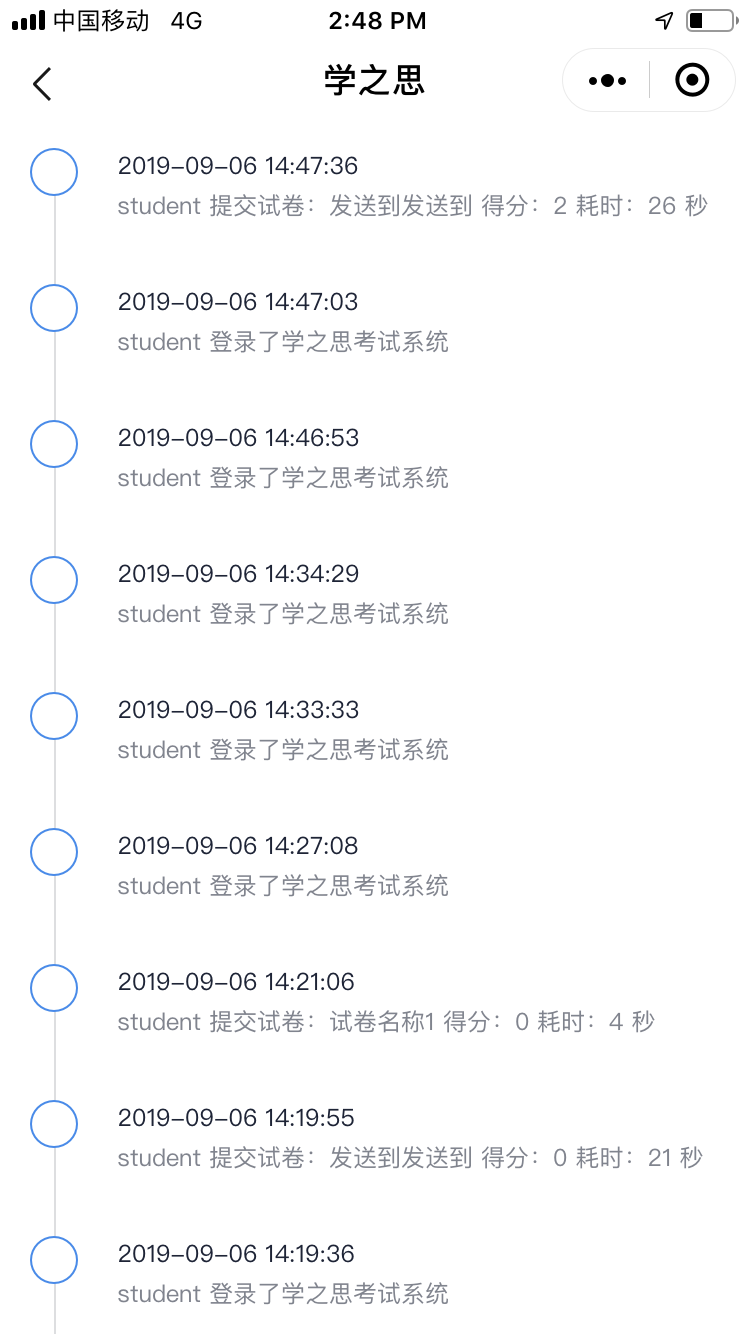 中国移动 4G 2:48 PM
学之思
2019-09-06 14:47:36
student 提交试卷：发送到发送到 得分：2 耗时：26 秒
2019-09-06 14:47:03
student 登录了学之思考试系统
2019-09-06 14:46:53
student 登录了学之思考试系统
2019-09-06 14:34:29
student 登录了学之思考试系统
2019-09-06 14:33:33
student 登录了学之思考试系统
2019-09-06 14:27:08
student 登录了学之思考试系统
2019-09-06 14:21:06
student 提交试卷：试卷名称1 得分：0 耗时：4 秒
2019-09-06 14:19:55
student 提交试卷：发送到发送到 得分：0 耗时：21 秒
2019-09-06 14:19:36
student 登录了学之思考试系统